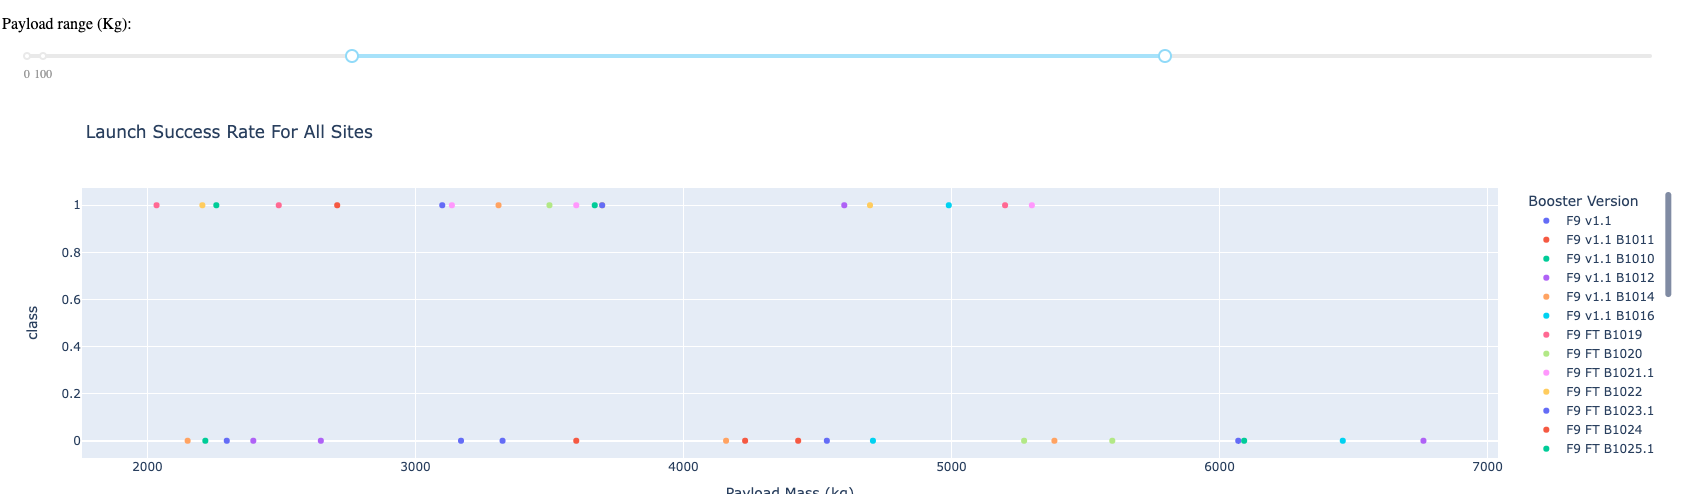 Payload range (Kg):
0 100
Launch Success Rate For All Sites
1
0.8
0.6
0.4
0.2
0
class
2000 3000 4000 5000 6000 7000
Payload Mass (kg)
Booster Version
F9 v1.1
F9 v1.1 B1011
F9 v1.1 B1010
F9 v1.1 B1012
F9 v1.1 B1014
F9 v1.1 B1016
F9 FT B1019
F9 FT B1020
F9 FT B1021.1
F9 FT B1022
F9 FT B1023.1
F9 FT B1024
F9 FT B1025.1